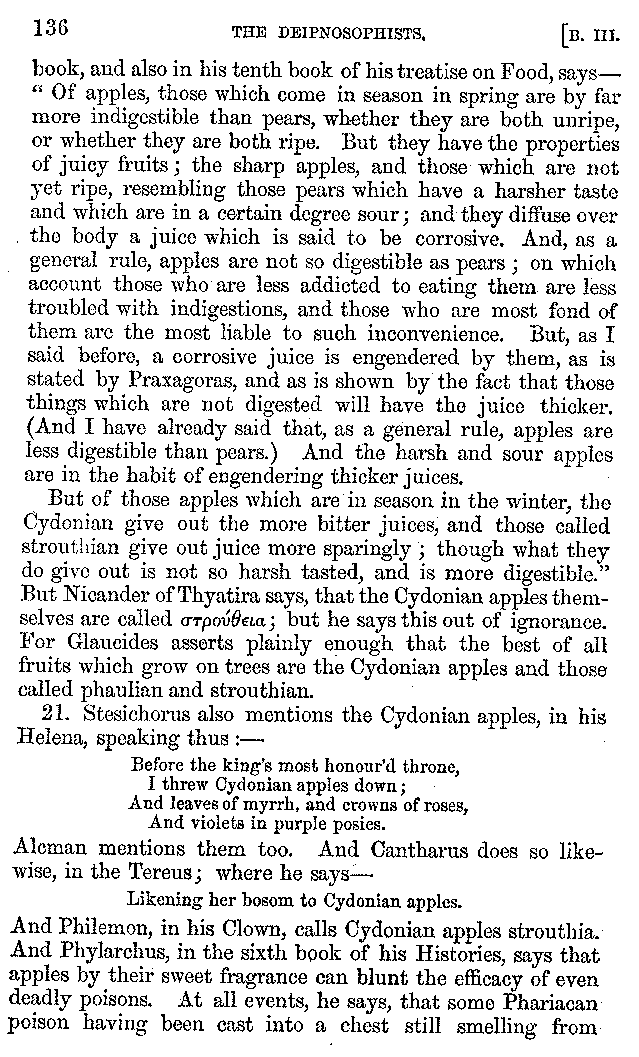 136 THE DEIPNOSOPHISTS. [B. III.
book, and also in his tenth book of his treatise on Food, says—
“ Of apples, those which come in season in spring are by far
more indigestible than pears, whether they are both unripe,
or whether they are both ripe. But they have the properties
of juicy fruits ; the sharp apples, and those which are not
yet ripe, resembling those pears which have a harsher taste
and which are in a certain degree sour ; and they diffuse over
the body a juice which is said to be corrosive. And, as a
general rule, apples are not so digestible as pears ; on which
account those who are less addicted to eating them are less
troubled with indigestions, and those who are most fond of
them are the most liable to such inconvenience. But, as I
said before, a corrosive juice is engendered by them, as is
stated by Praxagoras, and as is shown by the fact that those
things which are not digested will have the juice thicker.
(And I have already said that, as a general rule, apples are
less digestible than pears.) And the harsh and sour apples
are in the habit of engendering thicker juices.
But of those apples which are in season in the winter, the
Cydonian give out the more bitter juices, and those called
strouthian give out juice more sparingly ; though what they
do give out is not so harsh tasted, and is more digestible.”
But Nicander of Thyatira says, that the Cydonian apples them-
selves are called στρούθεια ; but he says this out of ignorance.
For Glaucides asserts plainly enough that the best of all
fruits which grow on trees are the Cydonian apples and those
called phaulian and strouthian.
21. Stesichorus also mentions the Cydonian apples, in his
Helena, speaking thus :—
Before the king's most honour'd throne,
I threw Cydonian apples down ;
And leaves of myrrh, and crowns of roses,
And violets in purple posies.
Alcman mentions them too. And Cantharus does so like-
wise, in the Tereus ; where he says—
Likening her bosom to Cydonian apples.
And Philemon, in his Clown, calls Cydonian apples strouthia.
And Phylarchus, in the sixth book of his Histories, says that
apples by their sweet fragrance can blunt the efficacy of even
deadly poisons. At all events, he says, that some Phariacan
poison having been cast into a chest still smelling from